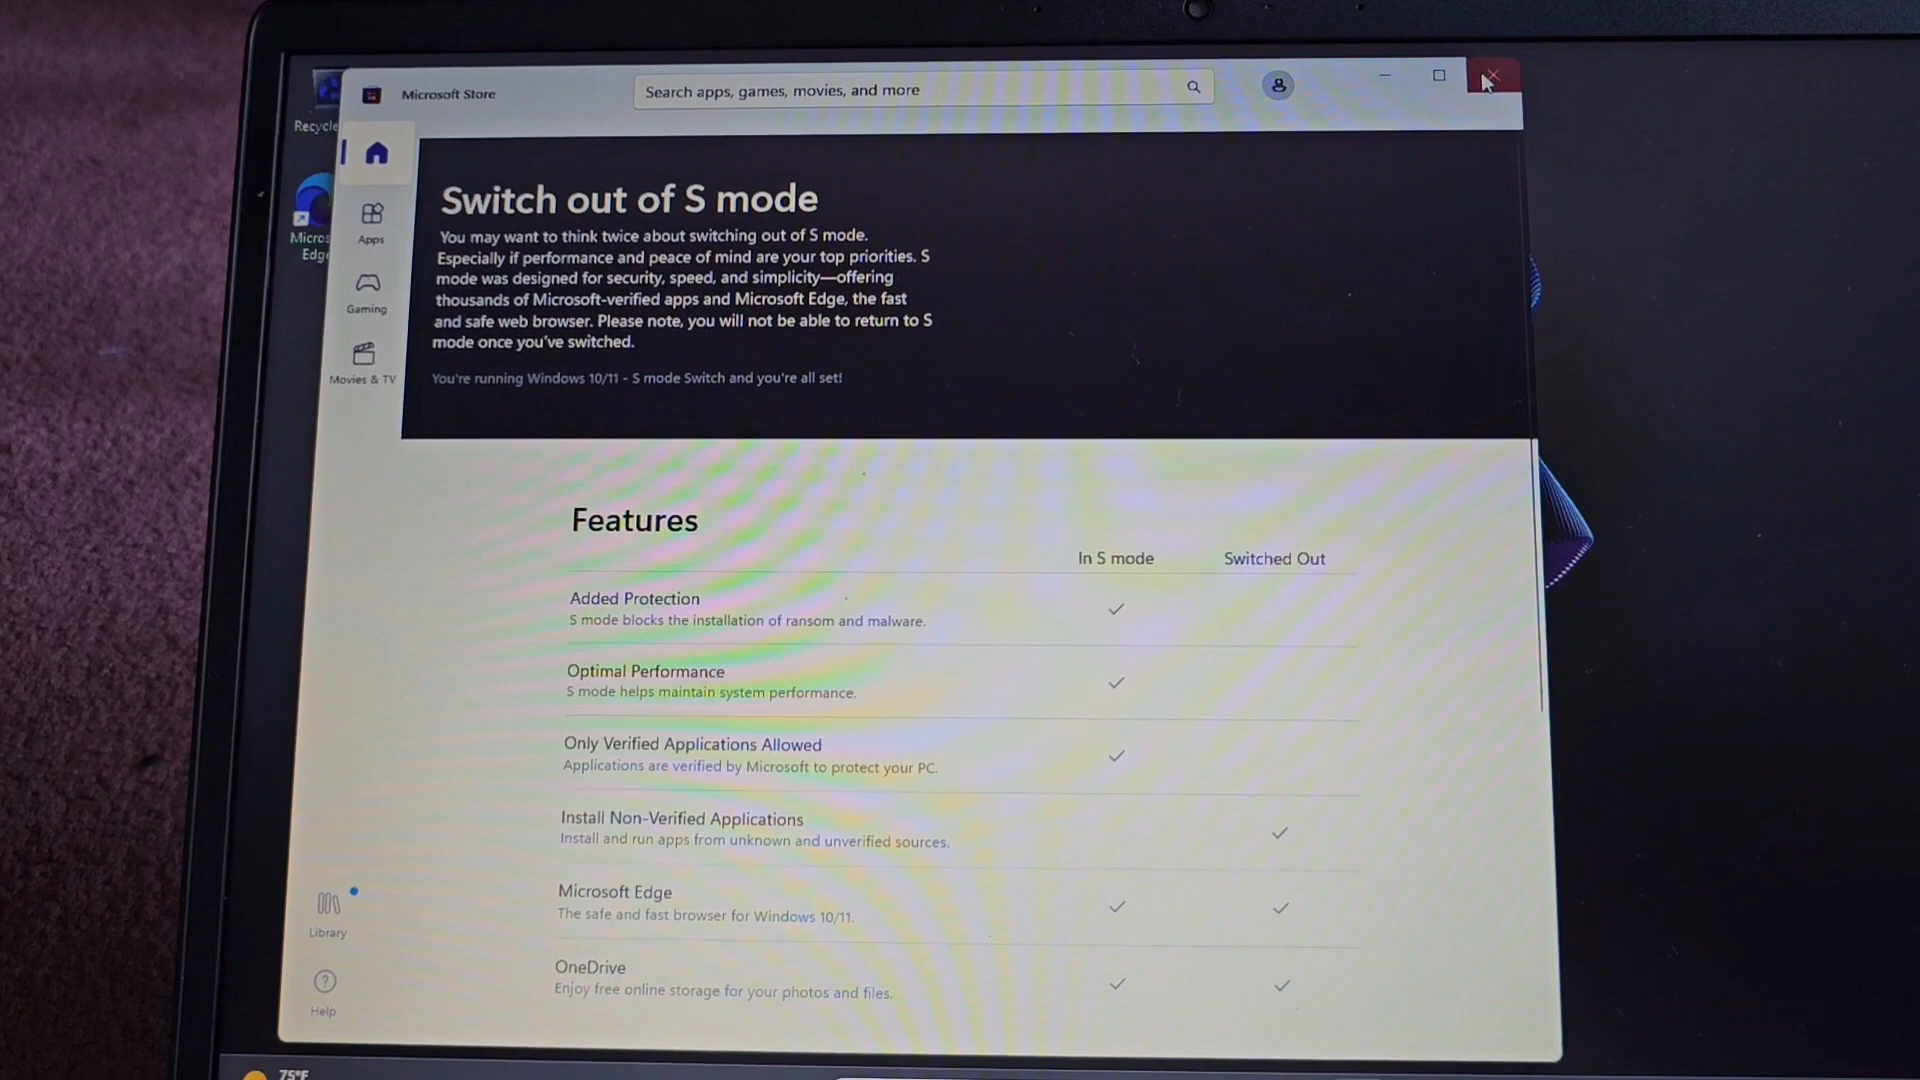 Microsoft Store
Search apps, games, movies, and more
Recycle
Micros
Edge
Apps
Gaming
Movies & TV
Library
Help
Switch out of S mode
You may want to think twice about switching out of S mode.
Especially if performance and peace of mind are your top priorities. S
mode was designed for security, speed, and simplicity—offering
thousands of Microsoft-verified apps and Microsoft Edge, the fast
and safe web browser. Please note, you will not be able to return to S
mode once you've switched.
You're running Windows 10/11 - S mode Switch and you're all set!
Features
In S mode Switched Out
Added Protection
S mode blocks the installation of ransom and malware.
Optimal Performance
S mode helps maintain system performance.
Only Verified Applications Allowed
Applications are verified by Microsoft to protect your PC.
Install Non-Verified Applications
Install and run apps from unknown and unverified sources.
Microsoft Edge
The safe and fast browser for Windows 10/11.
OneDrive
Enjoy free online storage for your photos and files.
75°F